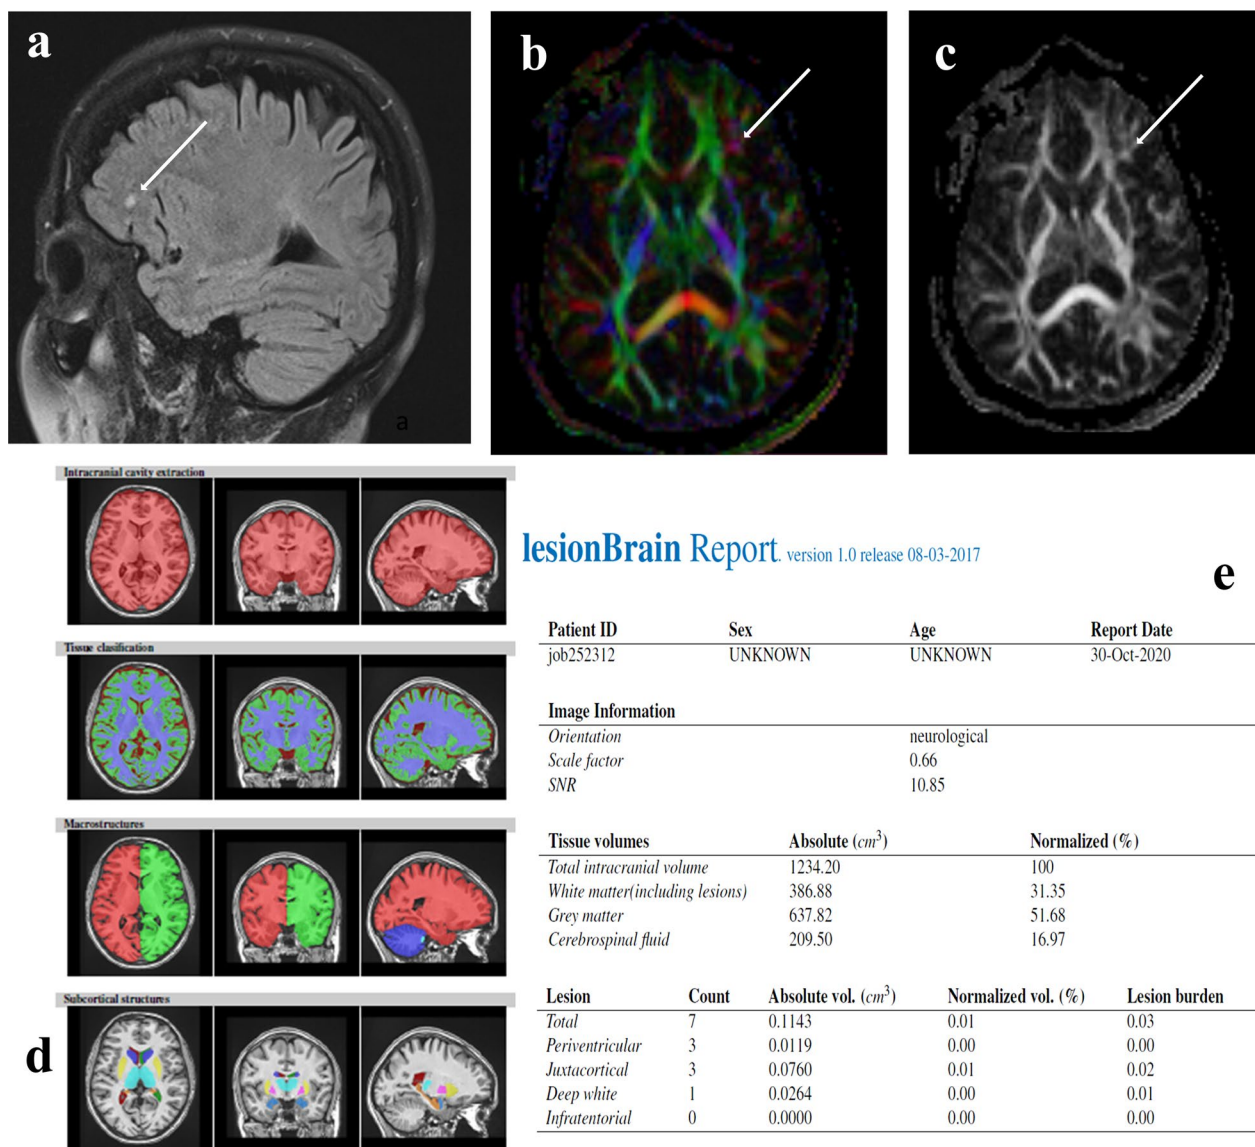 a
b
c
a
Intracranial cavity extraction
Tissue clasification
Macrostructures
Subcortical structures
d
lesionBrain Report. version 1.0 release 08-03-2017
e
Patient ID Sex Age Report Date
job252312 UNKNOWN UNKNOWN 30-Oct-2020
Image Information
Orientation neurological
Scale factor 0.66
SNR 10.85
Tissue volumes Absolute (cm³) Normalized (%)
Total intracranial volume 1234.20 100
White matter(including lesions) 386.88 31.35
Grey matter 637.82 51.68
Cerebrospinal fluid 209.50 16.97
Lesion Count Absolute vol. (cm³) Normalized vol. (%) Lesion burden
Total 7 0.1143 0.01 0.03
Periventricular 3 0.0119 0.00 0.00
Juxtacortical 3 0.0760 0.01 0.02
Deep white 1 0.0264 0.00 0.01
Infratentorial 0 0.0000 0.00 0.00